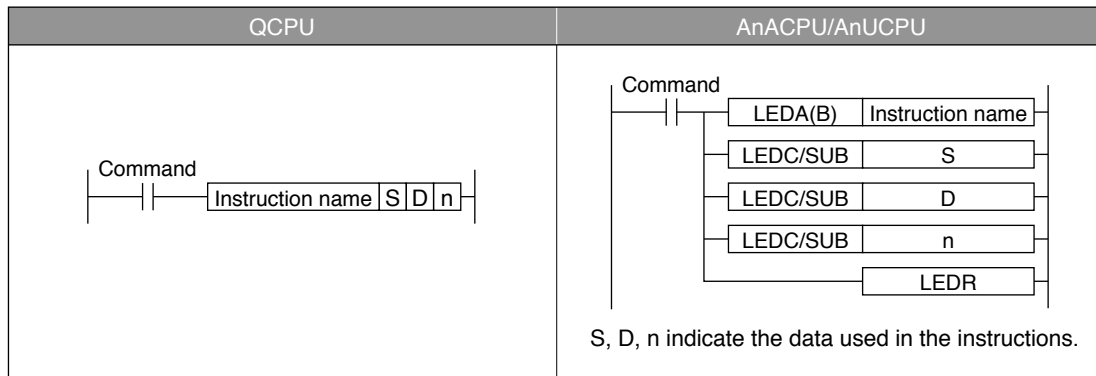 QCPU
AnACPU/AnUCPU
Command
Instruction name S D n
Command
LEDA(B) Instruction name
LEDC/SUB S
LEDC/SUB D
LEDC/SUB n
LEDR
S, D, n indicate the data used in the instructions.